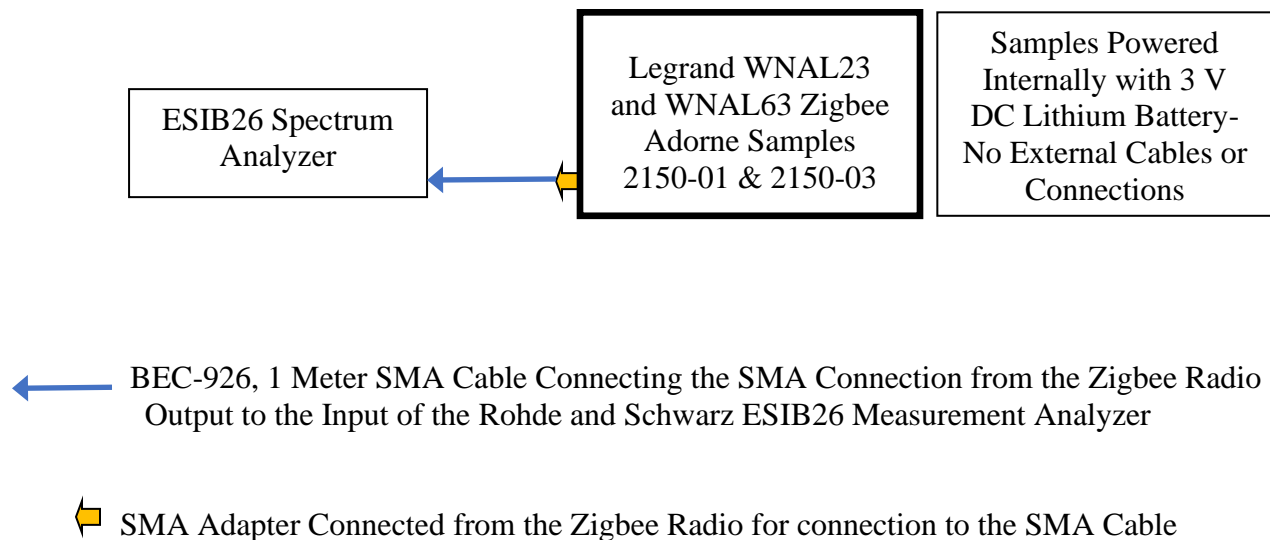 ESIB26 Spectrum
Analyzer
Legrand WNAL23
and WNAL63 Zigbee
Adorne Samples
2150-01 & 2150-03
Samples Powered
Internally with 3 V
DC Lithium Battery-
No External Cables or
Connections
BEC-926, 1 Meter SMA Cable Connecting the SMA Connection from the Zigbee Radio
Output to the Input of the Rohde and Schwarz ESIB26 Measurement Analyzer
SMA Adapter Connected from the Zigbee Radio for connection to the SMA Cable